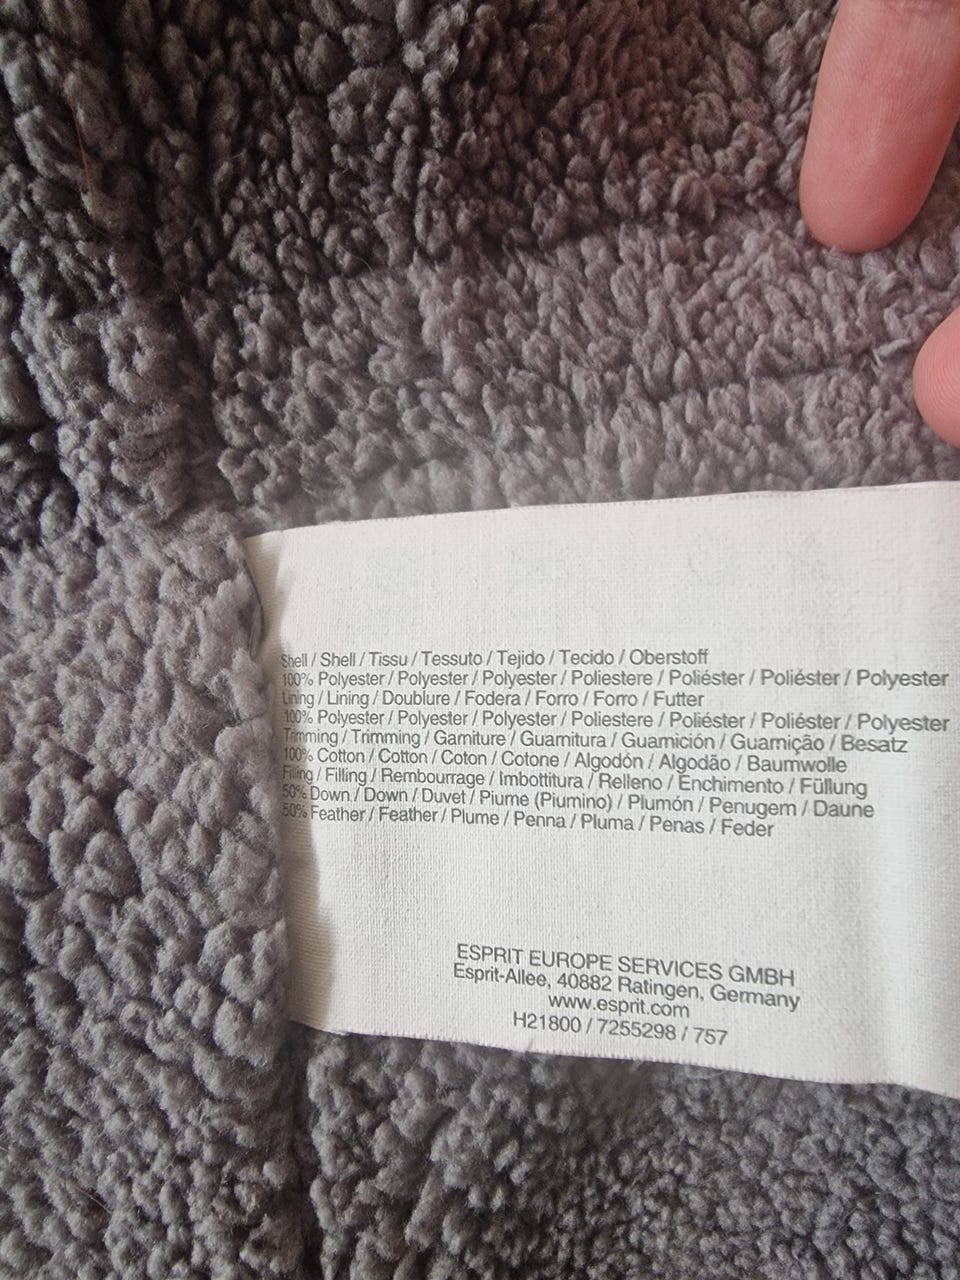 Shell / Shell / Tissu / Tessuto / Tejido / Tecido / Oberstoff
100% Polyester / Polyester / Polyester / Poliestere / Poliéster / Poliéster / Polyester
Lining / Lining / Doublure / Fodera / Forro / Forro / Futter
100% Polyester / Polyester / Polyester / Poliestere / Poliéster / Poliéster / Polyester
Trimming / Trimming / Garniture / Guarnitura / Guarnición / Guarnição / Besatz
100% Cotton / Cotton / Coton / Cotone / Algodón / Algodão / Baumwolle
Filling / Filling / Rembourrage / Imbottitura / Relleno / Enchimento / Füllung
50% Down / Down / Duvet / Piume (Piumino) / Plumón / Penugem / Daune
50% Feather / Feather / Plume / Penna / Pluma / Penas / Feder
ESPRIT EUROPE SERVICES GMBH
Esprit-Allee, 40882 Ratingen, Germany
www.esprit.com
H21800 / 7255298 / 757